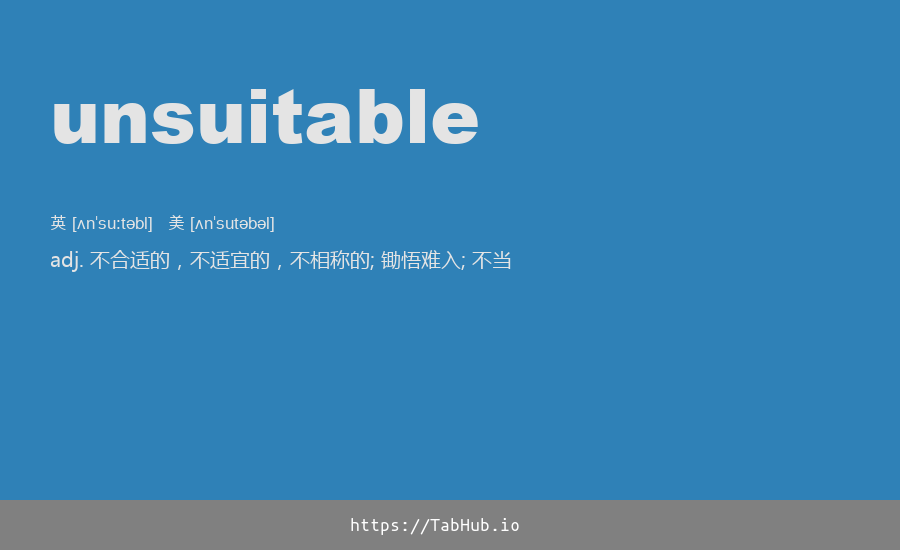 unsuitable
英 [ʌnˈsuːtəbl] 美 [ʌnˈsutəbəl]
adj. 不合适的，不适宜的，不相称的; 锄悟难入; 不当
https://TabHub.io